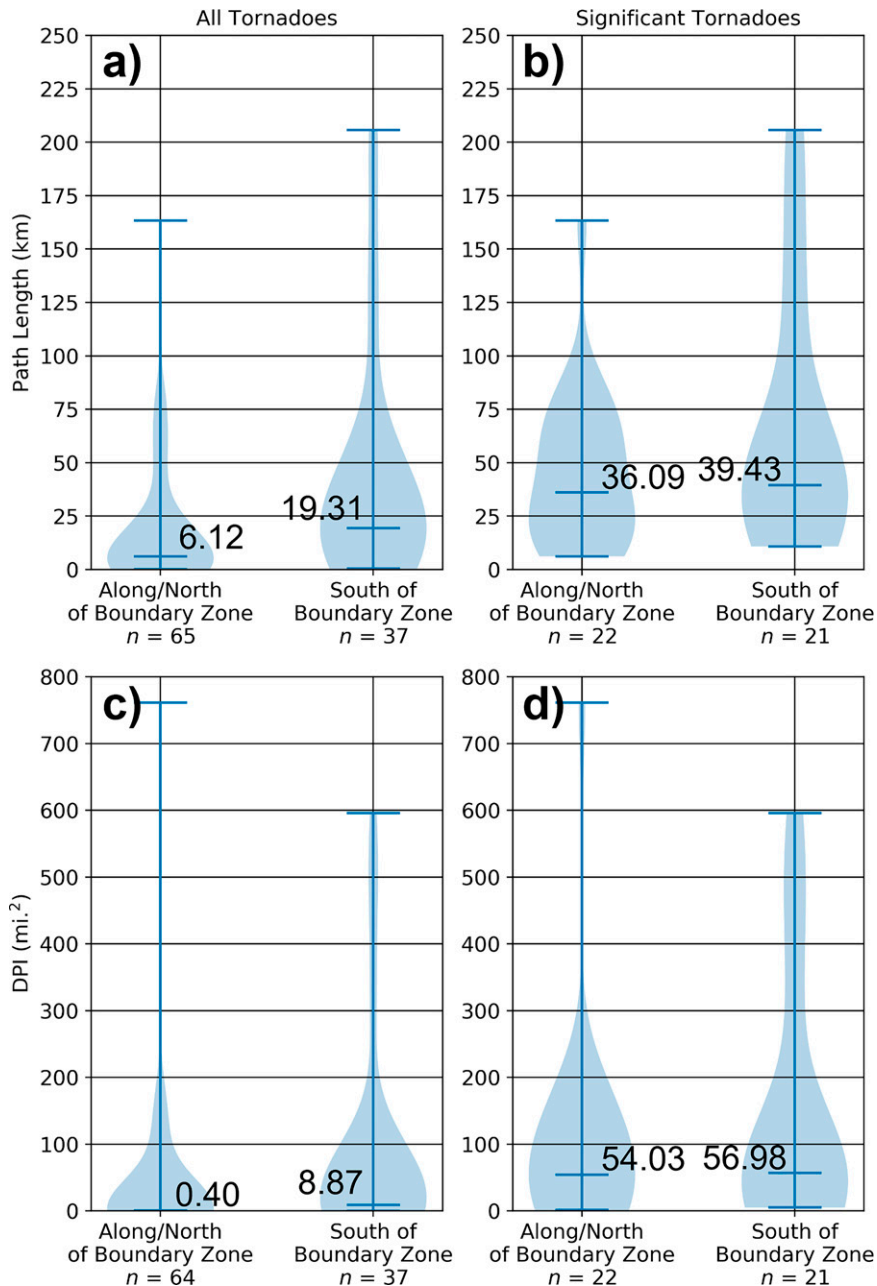 All Tornadoes
Significant Tornadoes
a)
b)
Path Length (km)
250
225
200
175
150
125
100
75
50
25
0
6.12
19.31
36.09
39.43
Along/North
of Boundary Zone
n = 65
South of
Boundary Zone
n = 37
Along/North
of Boundary Zone
n = 22
South of
Boundary Zone
n = 21
c)
d)
DPI (mi.²)
800
700
600
500
400
300
200
100
0
0.40
8.87
54.03
56.98
Along/North
of Boundary Zone
n = 64
South of
Boundary Zone
n = 37
Along/North
of Boundary Zone
n = 22
South of
Boundary Zone
n = 21